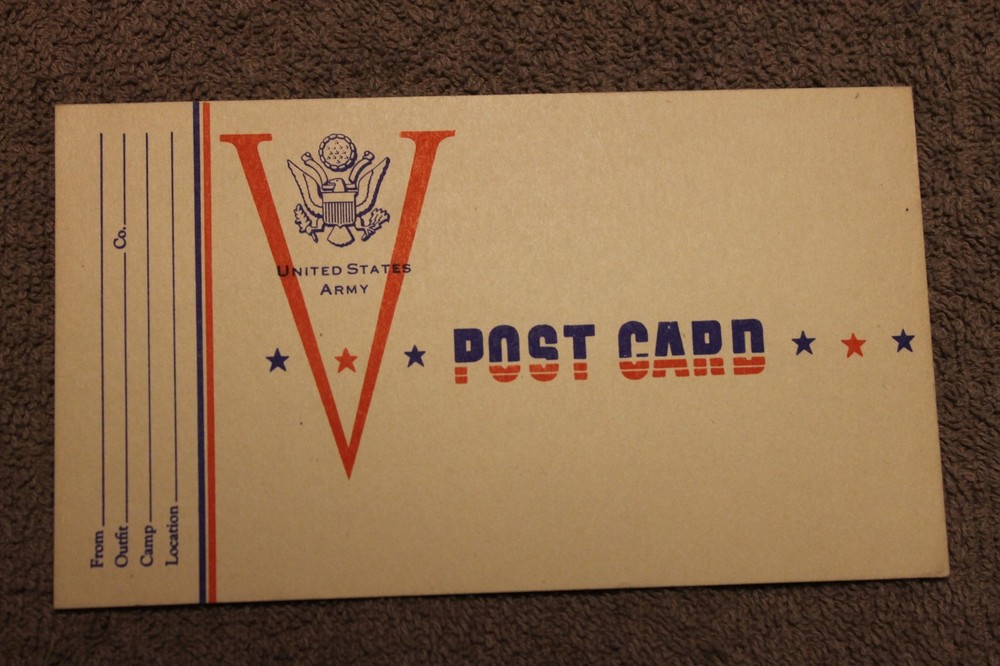 From
Outfit Co.
Camp
Location
V
UNITED STATES
ARMY
POST CARD